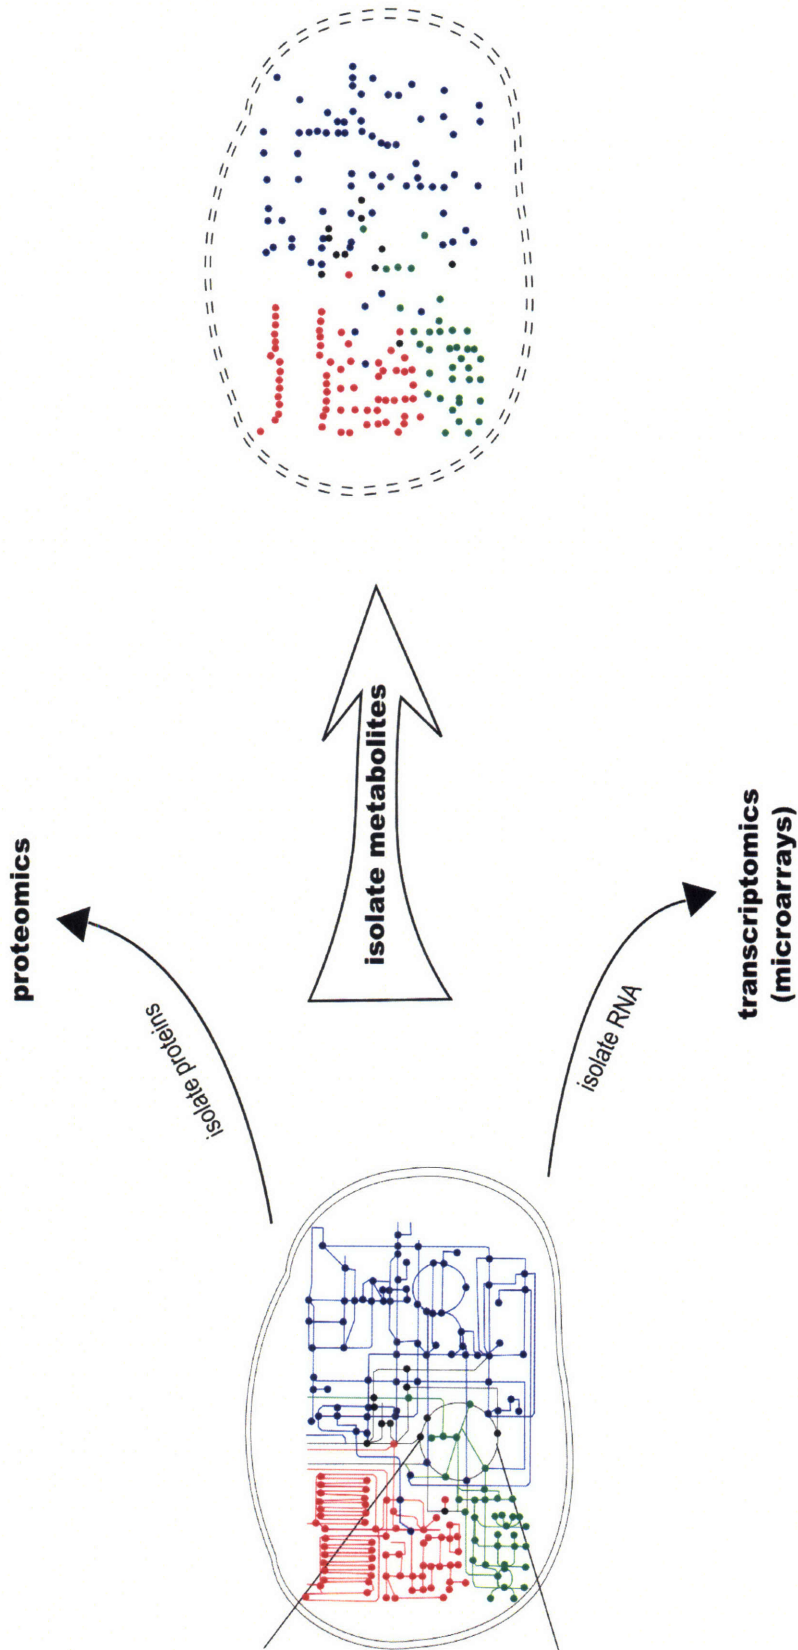 proteomics
isolate proteins
isolate metabolites
isolate RNA
transcriptomics
(microarrays)